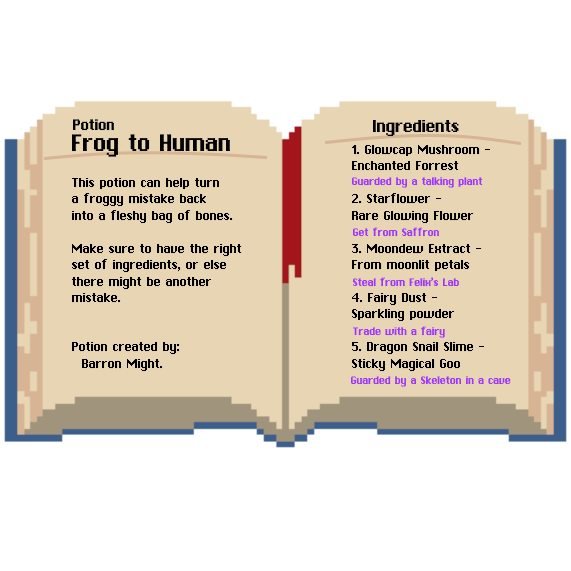 Potion
Frog to Human
This potion can help turn
a froggy mistake back
into a fleshy bag of bones.
Make sure to have the right
set of ingredients, or else
there might be another
mistake.
Potion created by:
Barron Might.
Ingredients
1. Glowcap Mushroom -
Enchanted Forrest
Guarded by a talking plant
2. Starflower -
Rare Glowing Flower
Get from Saffron
3. Moondew Extract -
From moonlit petals
Steal from Felix's Lab
4. Fairy Dust -
Sparkling powder
Trade with a fairy
5. Dragon Snail Slime -
Sticky Magical Goo
Guarded by a Skeleton in a cave